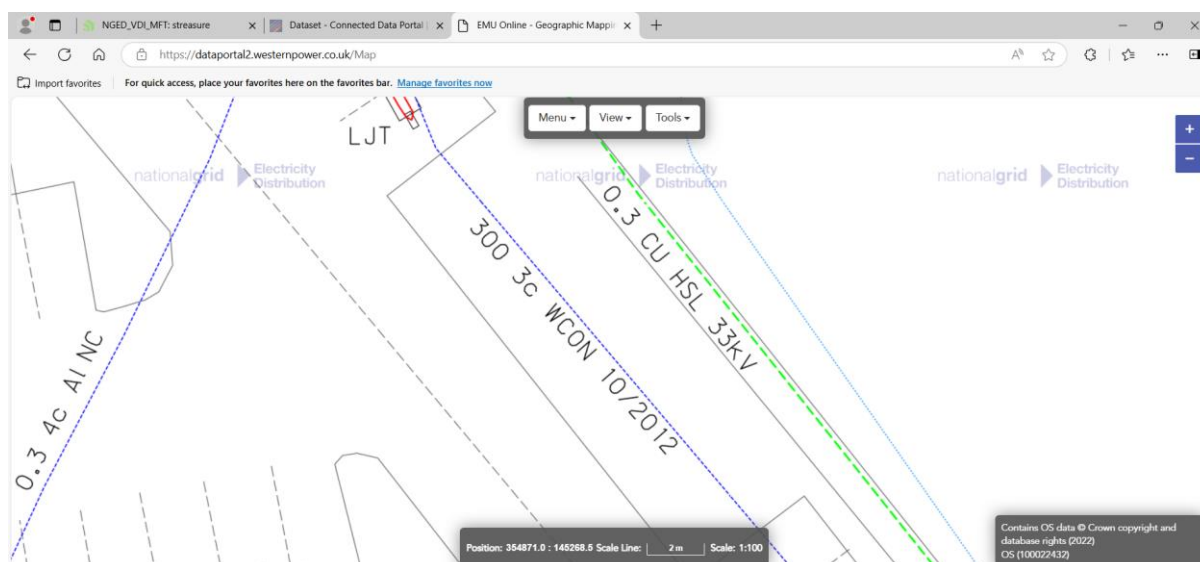 NGED_VDI_MFT: streasure
Dataset - Connected Data Portal |
EMU Online - Geographic Mappin
https://dataportal2.westernpower.co.uk/Map
Import favorites
For quick access, place your favorites here on the favorites bar. Manage favorites now
Menu
View
Tools
LJT
nationalgrid Electricity Distribution
nationalgrid Electricity Distribution
nationalgrid Electricity Distribution
0.3 CU HSL 33kV
300 3c WCON 10/2012
0.3 4c Al NC
Position: 354871.0 : 145268.5 Scale Line: 2 m Scale: 1:100
Contains OS data © Crown copyright and
database rights (2022)
OS (100022432)